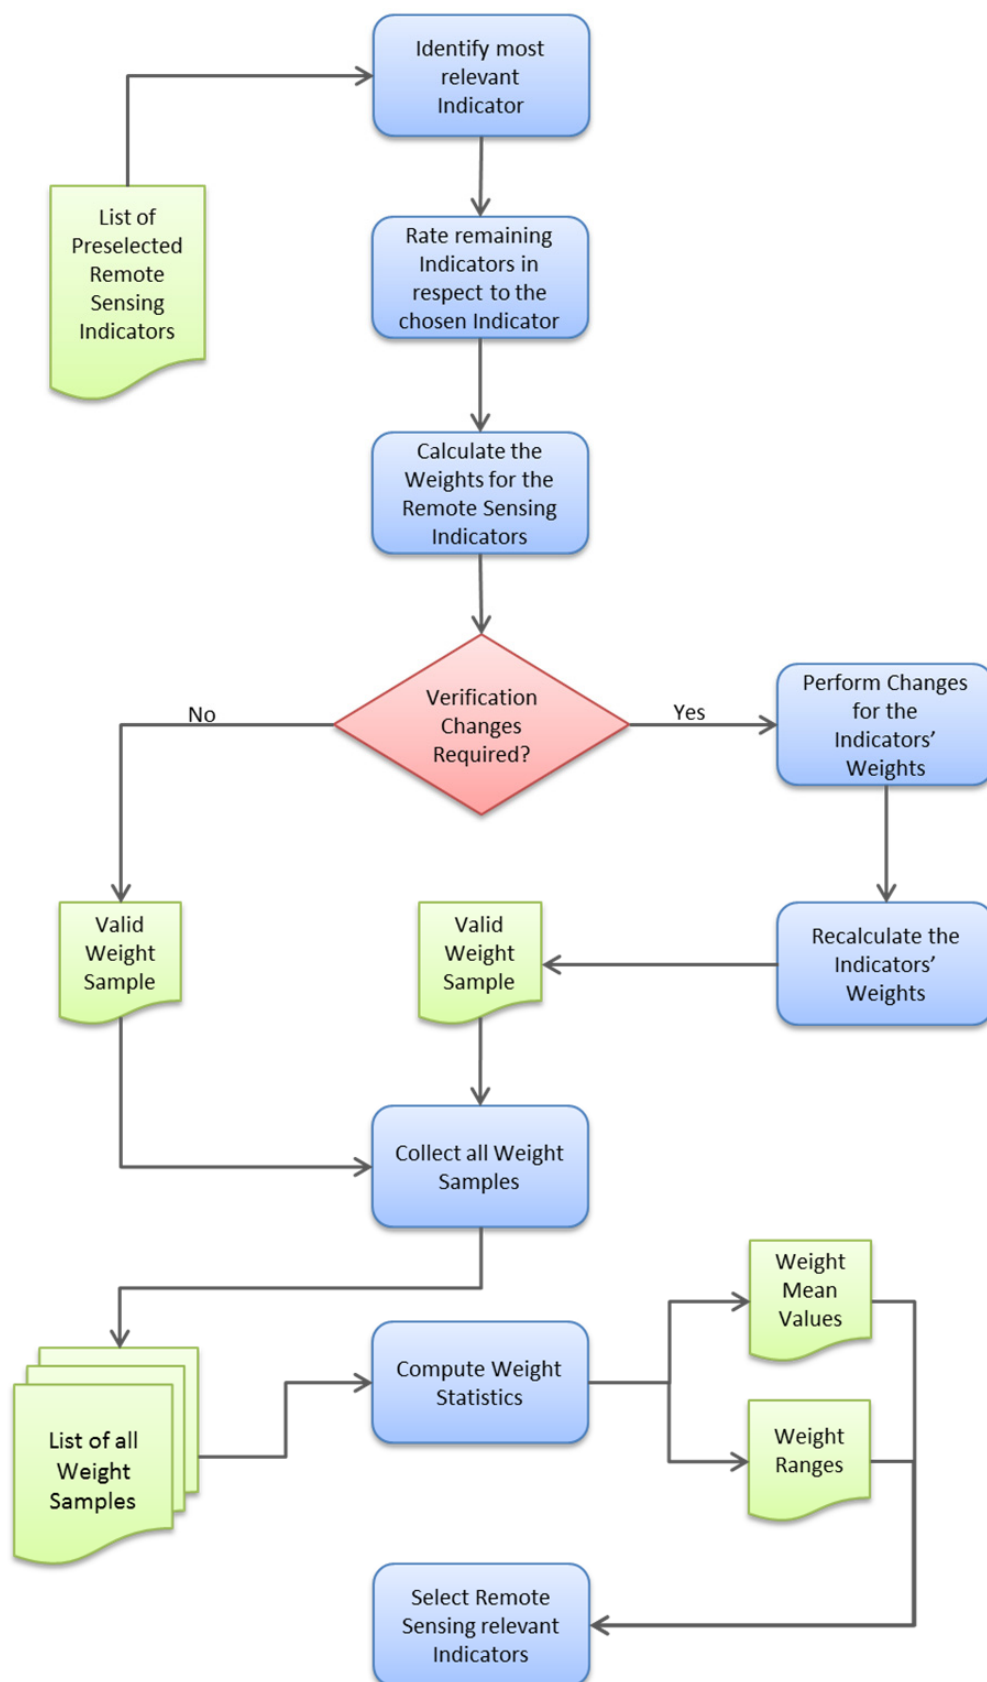 Identify most
relevant
Indicator
List of
Preselected
Remote
Sensing
Indicators
Rate remaining
Indicators in
respect to the
chosen Indicator
Calculate the
Weights for the
Remote Sensing
Indicators
Verification
Changes
Required?
No
Yes
Perform Changes
for the
Indicators’
Weights
Valid
Weight
Sample
Valid
Weight
Sample
Recalculate the
Indicators’
Weights
Collect all Weight
Samples
Weight
Mean
Values
Compute Weight
Statistics
List of all
Weight
Samples
Weight
Ranges
Select Remote
Sensing relevant
Indicators